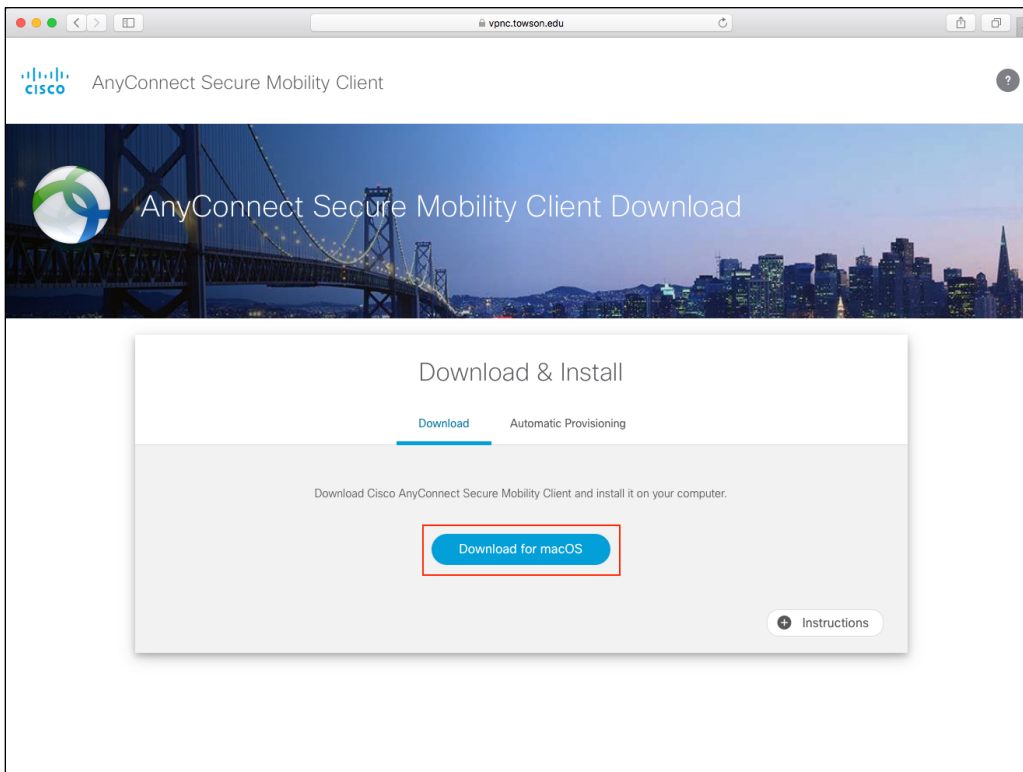 vpnc.towson.edu
CISCO
AnyConnect Secure Mobility Client
?
AnyConnect Secure Mobility Client Download
Download & Install
Download
Automatic Provisioning
Download Cisco AnyConnect Secure Mobility Client and install it on your computer.
Download for macOS
Instructions